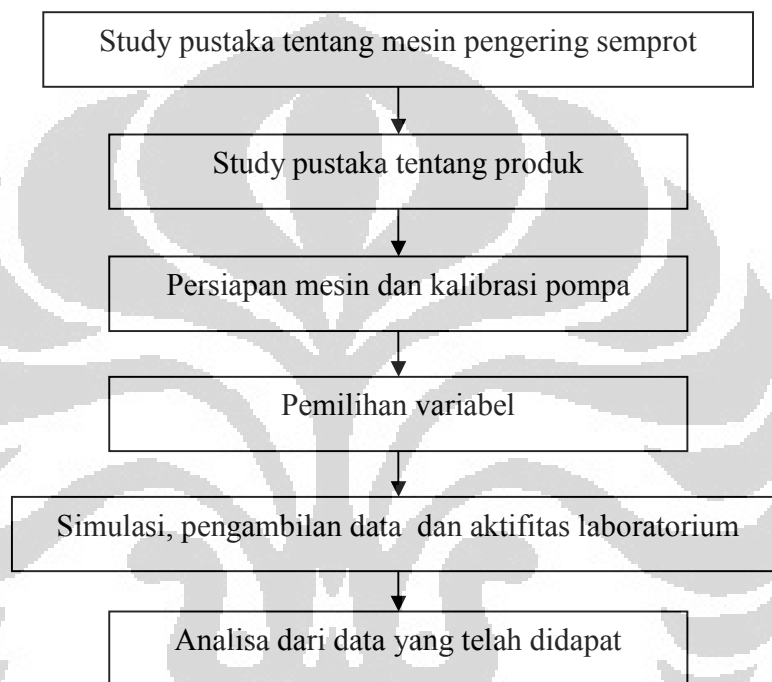 Study pustaka tentang mesin pengering semprot
Study pustaka tentang produk
Persiapan mesin dan kalibrasi pompa
Pemilihan variabel
Simulasi, pengambilan data dan aktifitas laboratorium
Analisa dari data yang telah didapat